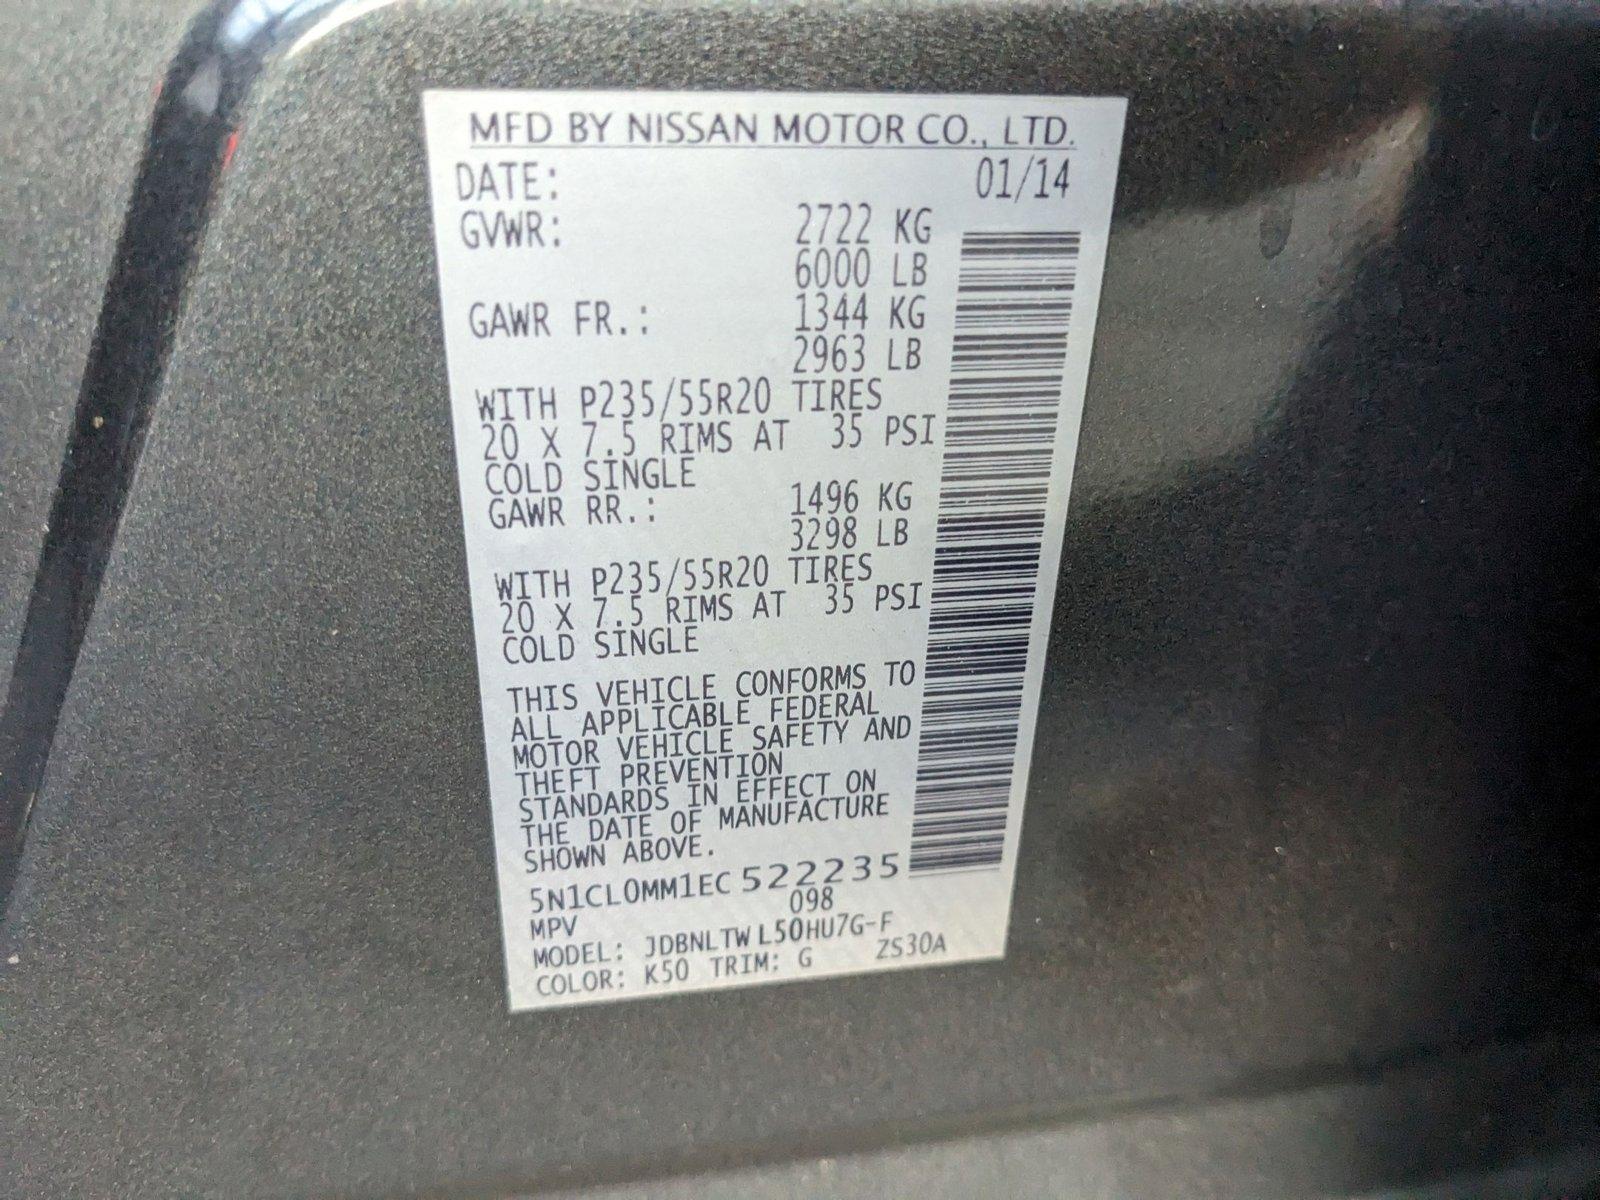 MFD BY NISSAN MOTOR CO., LTD.
DATE: 01/14
GVWR: 2722 KG
6000 LB
GAWR FR.: 1344 KG
2963 LB
WITH P235/55R20 TIRES
20 X 7.5 RIMS AT 35 PSI
COLD SINGLE
GAWR RR.: 1496 KG
3298 LB
WITH P235/55R20 TIRES
20 X 7.5 RIMS AT 35 PSI
COLD SINGLE
THIS VEHICLE CONFORMS TO
ALL APPLICABLE FEDERAL
MOTOR VEHICLE SAFETY AND
THEFT PREVENTION
STANDARDS IN EFFECT ON
THE DATE OF MANUFACTURE
SHOWN ABOVE.
5N1CL0MM1EC522235
MPV 098
MODEL: JDBNLTWL50HU7G-F
COLOR: K50 TRIM: G ZS30A